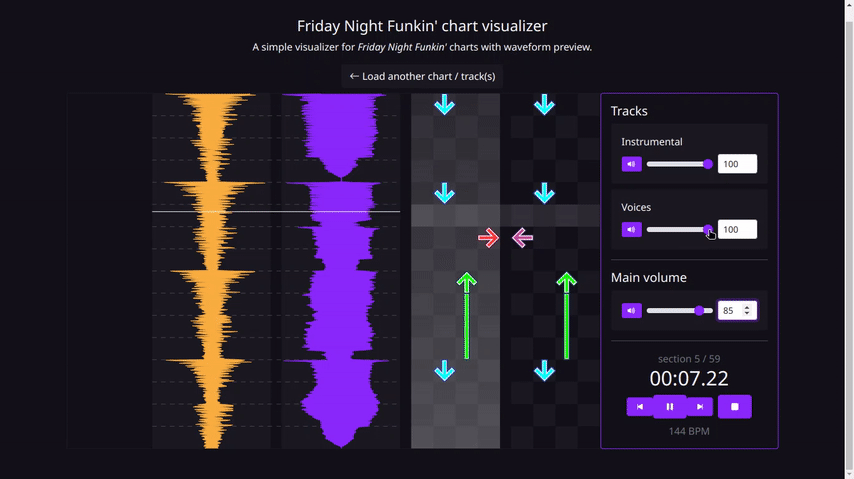 Friday Night Funkin' chart visualizer
A simple visualizer for Friday Night Funkin' charts with waveform preview.
← Load another chart / track(s)
Tracks
Instrumental
100
Voices
100
Main volume
85
section 5 / 59
00:07.22
144 BPM